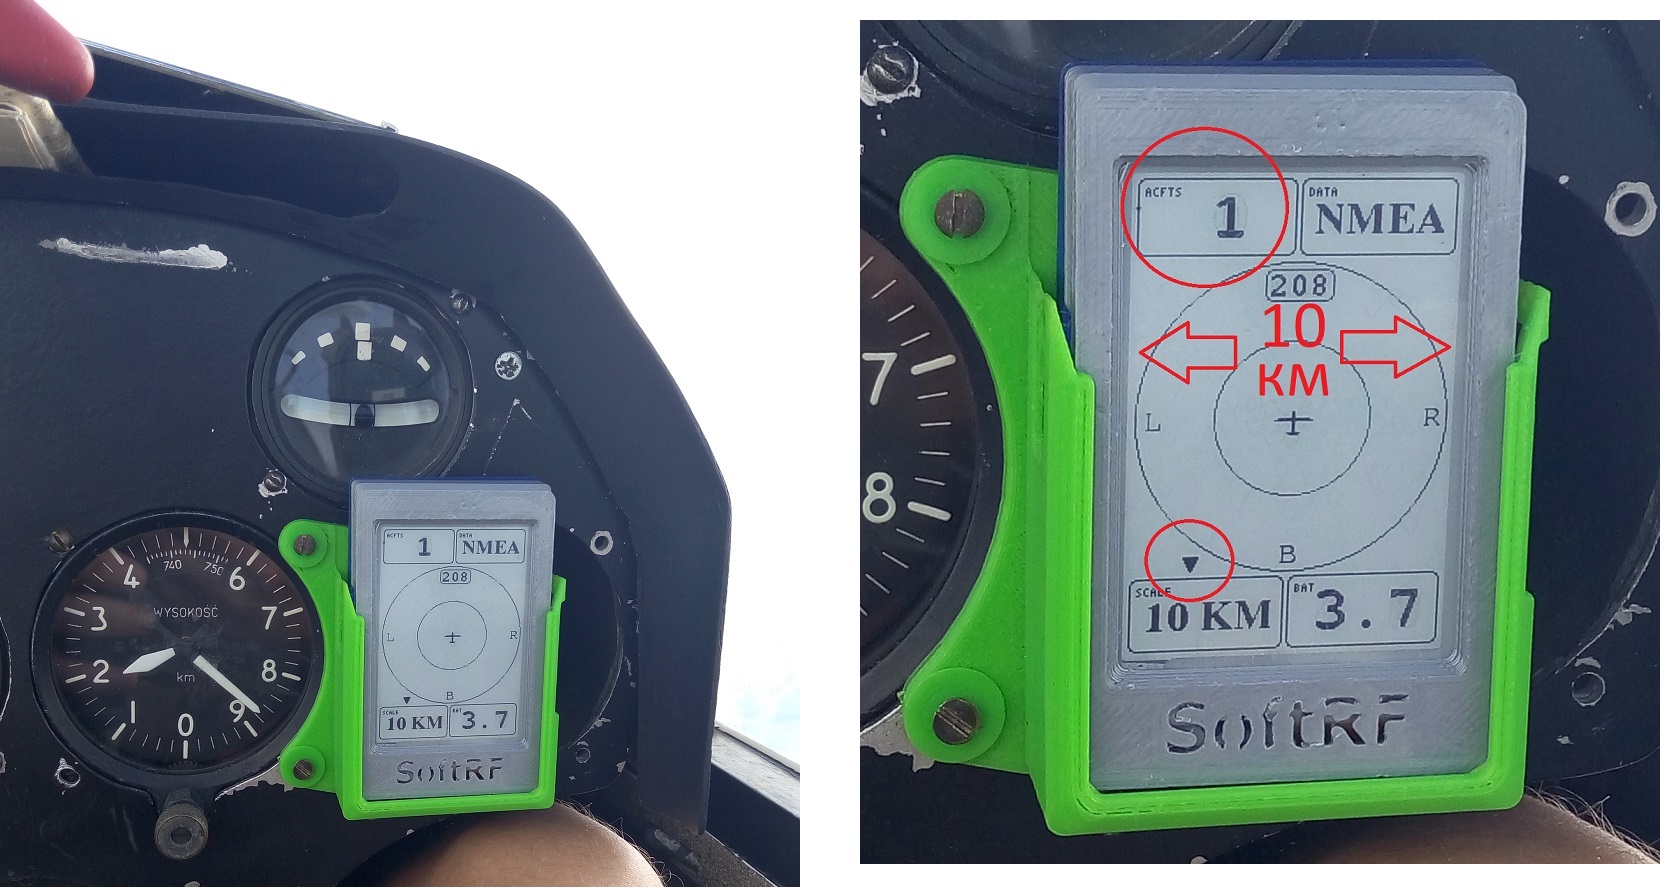 4
740
750
6
3
WYSOKOŚĆ
7
2
km
8
1
0
9
ACFTS
1
DATA
NMEA
208
L
R
B
SCALE
10 KM
BAT
3.7
SoftRF
7
8
ACFTS
1
DATA
NMEA
208
10
КМ
L
R
B
SCALE
10 KM
BAT
3.7
SoftRF